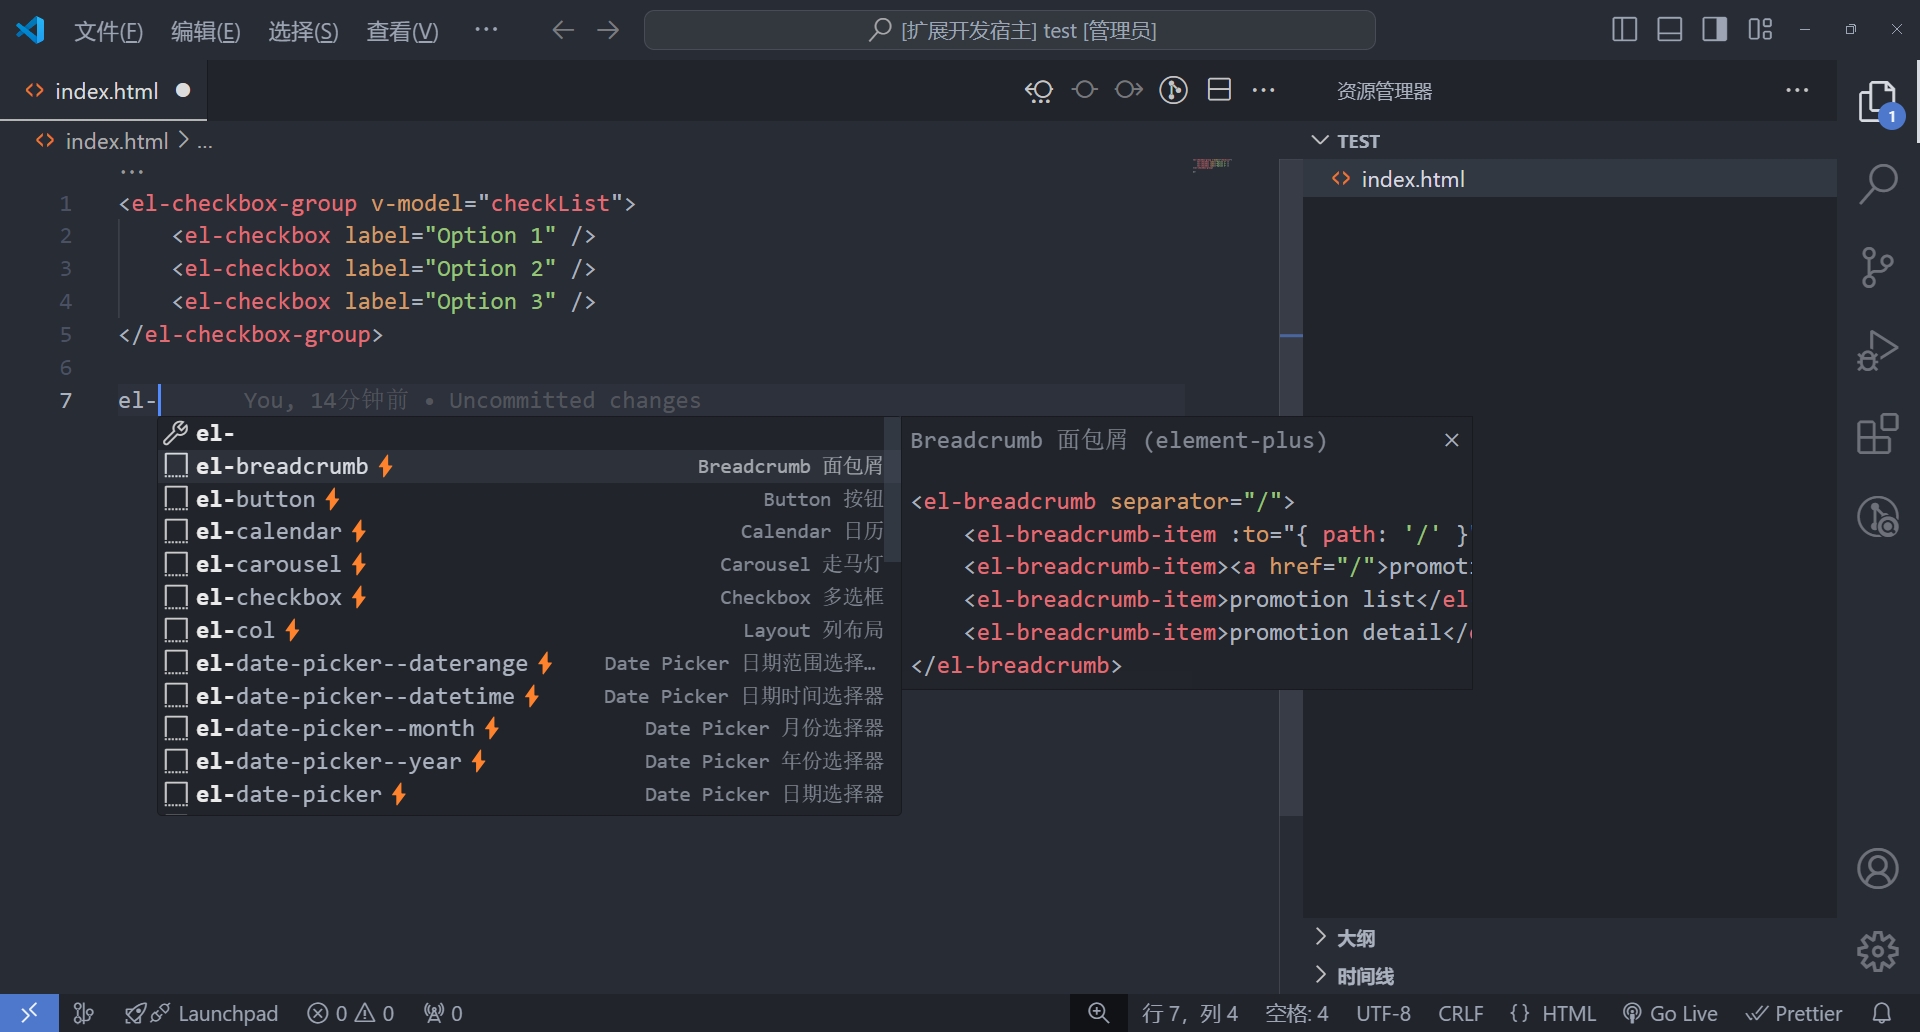 文件(F) 编辑(E) 选择(S) 查看(V) ··· [扩展开发宿主] test [管理员]
index.html
资源管理器
1
index.html > ...
TEST
index.html
1 <el-checkbox-group v-model="checkList">
2 <el-checkbox label="Option 1" />
3 <el-checkbox label="Option 2" />
4 <el-checkbox label="Option 3" />
5 </el-checkbox-group>
6
7 el- You, 14分钟前 • Uncommitted changes
el-
el-breadcrumb Breadcrumb 面包屑
el-button Button 按钮
el-calendar Calendar 日历
el-carousel Carousel 走马灯
el-checkbox Checkbox 多选框
el-col Layout 列布局
el-date-picker--daterange Date Picker 日期范围选择…
el-date-picker--datetime Date Picker 日期时间选择器
el-date-picker--month Date Picker 月份选择器
el-date-picker--year Date Picker 年份选择器
el-date-picker Date Picker 日期选择器
Breadcrumb 面包屑 (element-plus)
<el-breadcrumb separator="/">
<el-breadcrumb-item :to="{ path: '/' }"
<el-breadcrumb-item><a href="/">promoti
<el-breadcrumb-item>promotion list</el
<el-breadcrumb-item>promotion detail</
</el-breadcrumb>
大纲
时间线
Launchpad 0 0 0 行 7，列 4 空格: 4 UTF-8 CRLF {} HTML Go Live Prettier